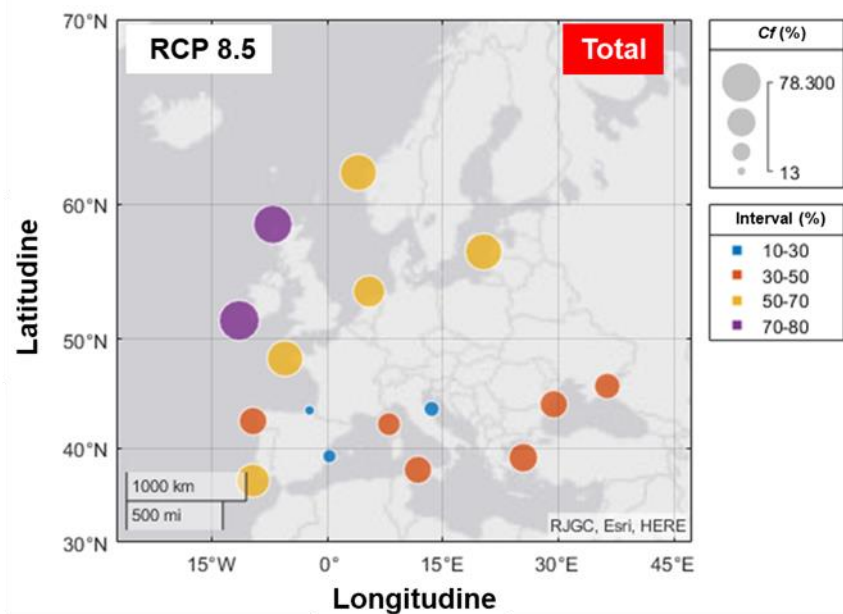 70°N
RCP 8.5
Total
60°N
50°N
40°N
30°N
Latitudine
1000 km
500 mi
RJGC, Esri, HERE
15°W
0°
15°E
30°E
45°E
Longitudine
Cf (%)
78.300
13
Interval (%)
10-30
30-50
50-70
70-80